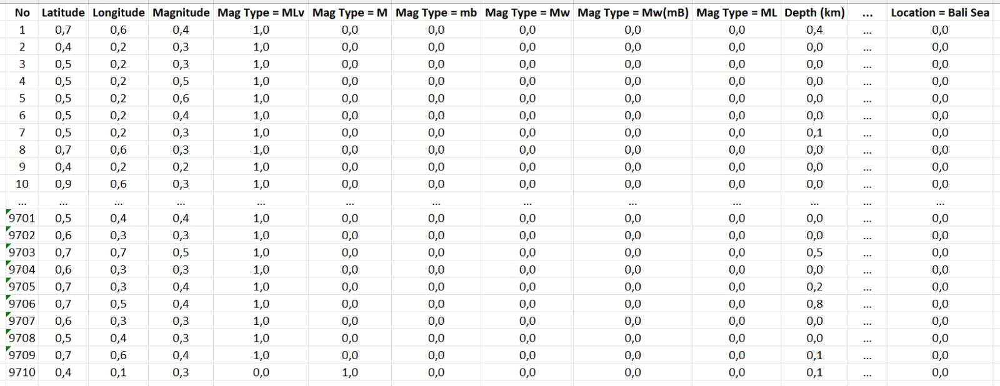 No Latitude Longitude Magnitude Mag Type = MLv Mag Type = M Mag Type = mb Mag Type = Mw Mag Type = Mw(mB) Mag Type = ML Depth (km) ... Location = Bali Sea
1 0,7 0,6 0,4 1,0 0,0 0,0 0,0 0,0 0,0 0,4 ... 0,0
2 0,4 0,2 0,3 1,0 0,0 0,0 0,0 0,0 0,0 0,0 ... 0,0
3 0,5 0,2 0,3 1,0 0,0 0,0 0,0 0,0 0,0 0,0 ... 0,0
4 0,5 0,2 0,5 1,0 0,0 0,0 0,0 0,0 0,0 0,0 ... 0,0
5 0,5 0,2 0,6 1,0 0,0 0,0 0,0 0,0 0,0 0,0 ... 0,0
6 0,5 0,2 0,4 1,0 0,0 0,0 0,0 0,0 0,0 0,0 ... 0,0
7 0,5 0,2 0,3 1,0 0,0 0,0 0,0 0,0 0,0 0,1 ... 0,0
8 0,7 0,6 0,3 1,0 0,0 0,0 0,0 0,0 0,0 0,0 ... 0,0
9 0,4 0,2 0,2 1,0 0,0 0,0 0,0 0,0 0,0 0,0 ... 0,0
10 0,9 0,6 0,3 1,0 0,0 0,0 0,0 0,0 0,0 0,0 ... 0,0
... ... ... ... ... ... ... ... ... ... ... ... ...
9701 0,5 0,4 0,4 1,0 0,0 0,0 0,0 0,0 0,0 0,0 ... 0,0
9702 0,6 0,3 0,3 1,0 0,0 0,0 0,0 0,0 0,0 0,0 ... 0,0
9703 0,7 0,7 0,5 1,0 0,0 0,0 0,0 0,0 0,0 0,5 ... 0,0
9704 0,6 0,3 0,3 1,0 0,0 0,0 0,0 0,0 0,0 0,0 ... 0,0
9705 0,7 0,3 0,4 1,0 0,0 0,0 0,0 0,0 0,0 0,2 ... 0,0
9706 0,7 0,5 0,4 1,0 0,0 0,0 0,0 0,0 0,0 0,8 ... 0,0
9707 0,6 0,3 0,3 1,0 0,0 0,0 0,0 0,0 0,0 0,0 ... 0,0
9708 0,5 0,4 0,3 1,0 0,0 0,0 0,0 0,0 0,0 0,0 ... 0,0
9709 0,7 0,6 0,4 1,0 0,0 0,0 0,0 0,0 0,0 0,1 ... 0,0
9710 0,4 0,1 0,3 0,0 1,0 0,0 0,0 0,0 0,0 0,1 ... 0,0